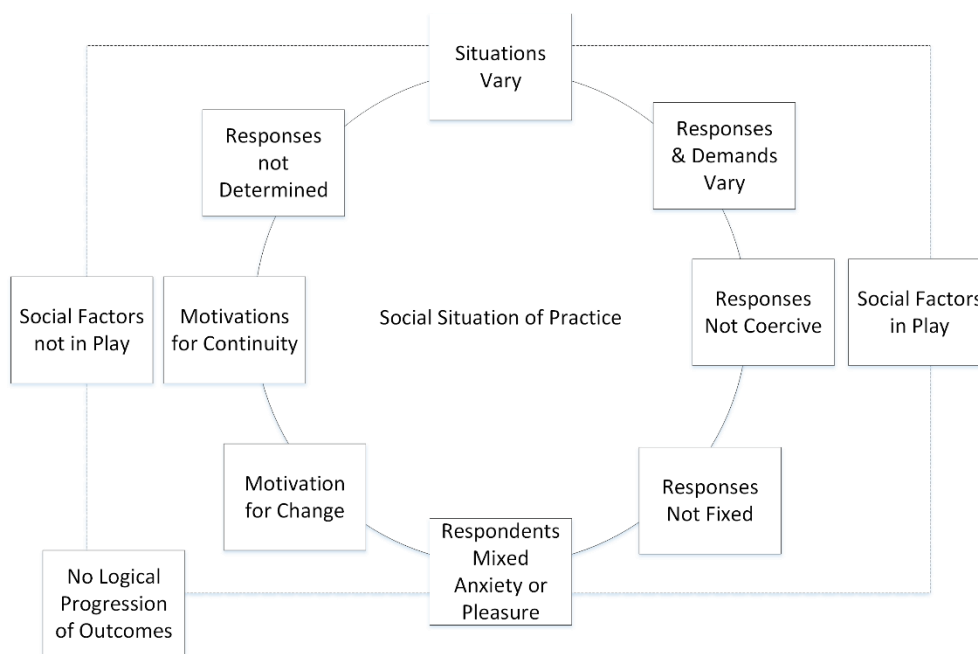 Situations
Vary
Responses
not
Determined
Responses
& Demands
Vary
Social Factors
not in Play
Motivations
for Continuity
Social Situation of Practice
Responses
Not Coercive
Social Factors
in Play
Motivation
for Change
Responses
Not Fixed
Respondents
Mixed
Anxiety or
Pleasure
No Logical
Progression
of Outcomes